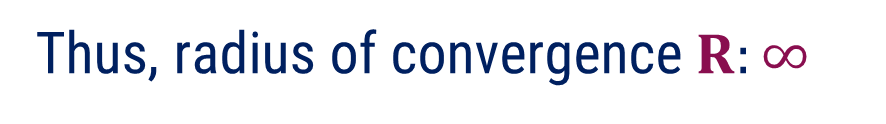 Thus, radius of convergence R: ∞